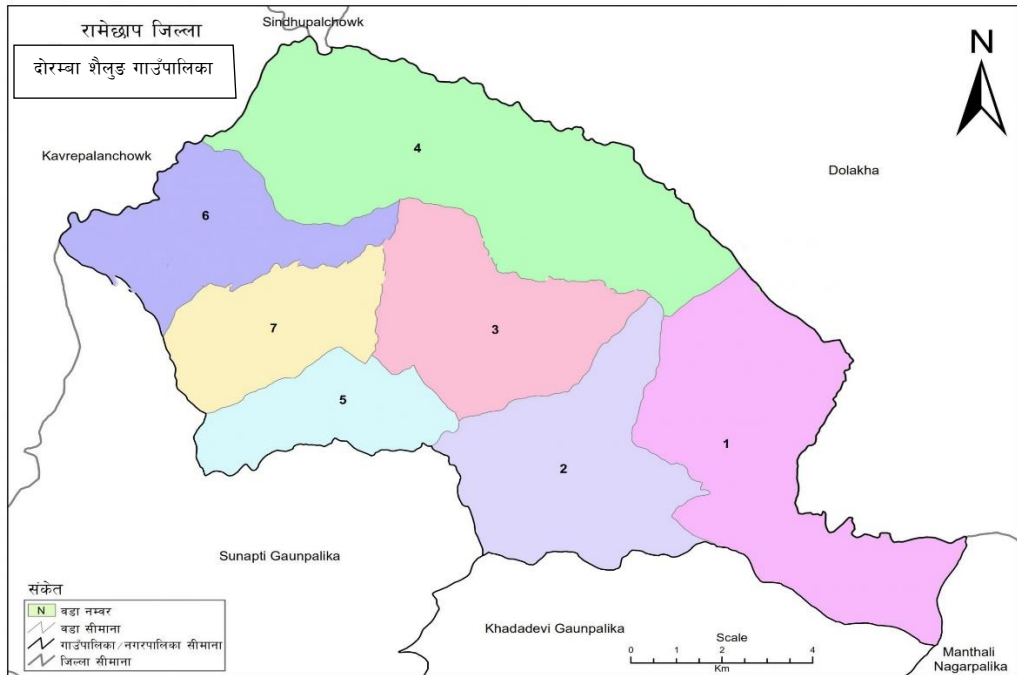 Sindhupalchowk
रामेछाप जिल्ला
दोरम्बा शैलुङ गाउँपालिका
N
4
Kavrepalanchowk
Dolakha
6
7
3
5
1
2
Sunapti Gaunpalika
संकेत
N वडा नम्बर
वडा सीमाना
गाउँपालिका/नगरपालिका सीमाना
जिल्ला सीमाना
Khadadevi Gaunpalika
Scale
0 1 2 4
Km
Manthali
Nagarpalika